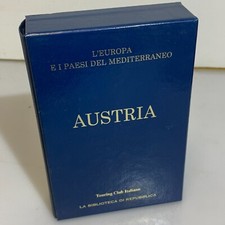 L'EUROPA
E I PAESI DEL MEDITERRANEO
AUSTRIA
Touring Club Italiano
LA BIBLIOTECA DI REPUBBLICA